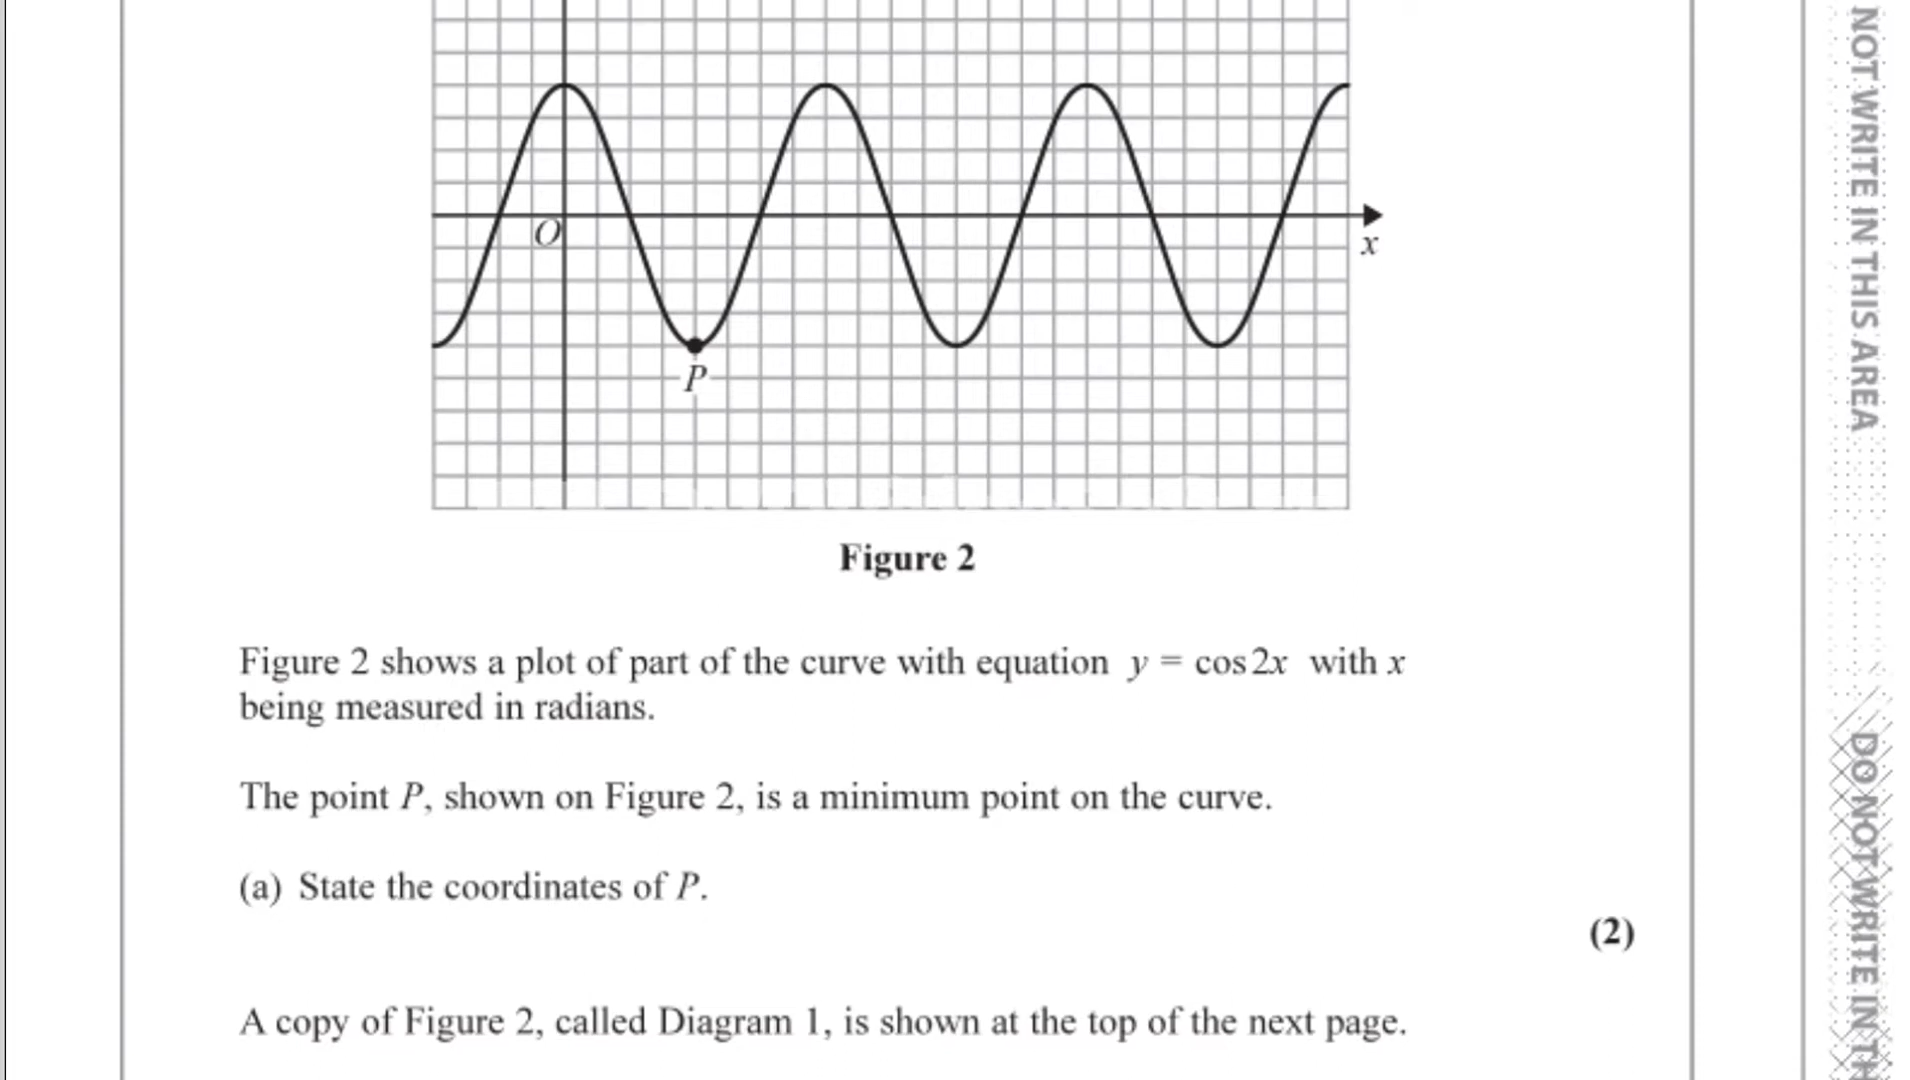 O
x
P
Figure 2
Figure 2 shows a plot of part of the curve with equation y = cos 2x with x
being measured in radians.
The point P, shown on Figure 2, is a minimum point on the curve.
(a) State the coordinates of P.
(2)
A copy of Figure 2, called Diagram 1, is shown at the top of the next page.
NOT WRITE IN THIS AREA
DO NOT WRITE IN TH